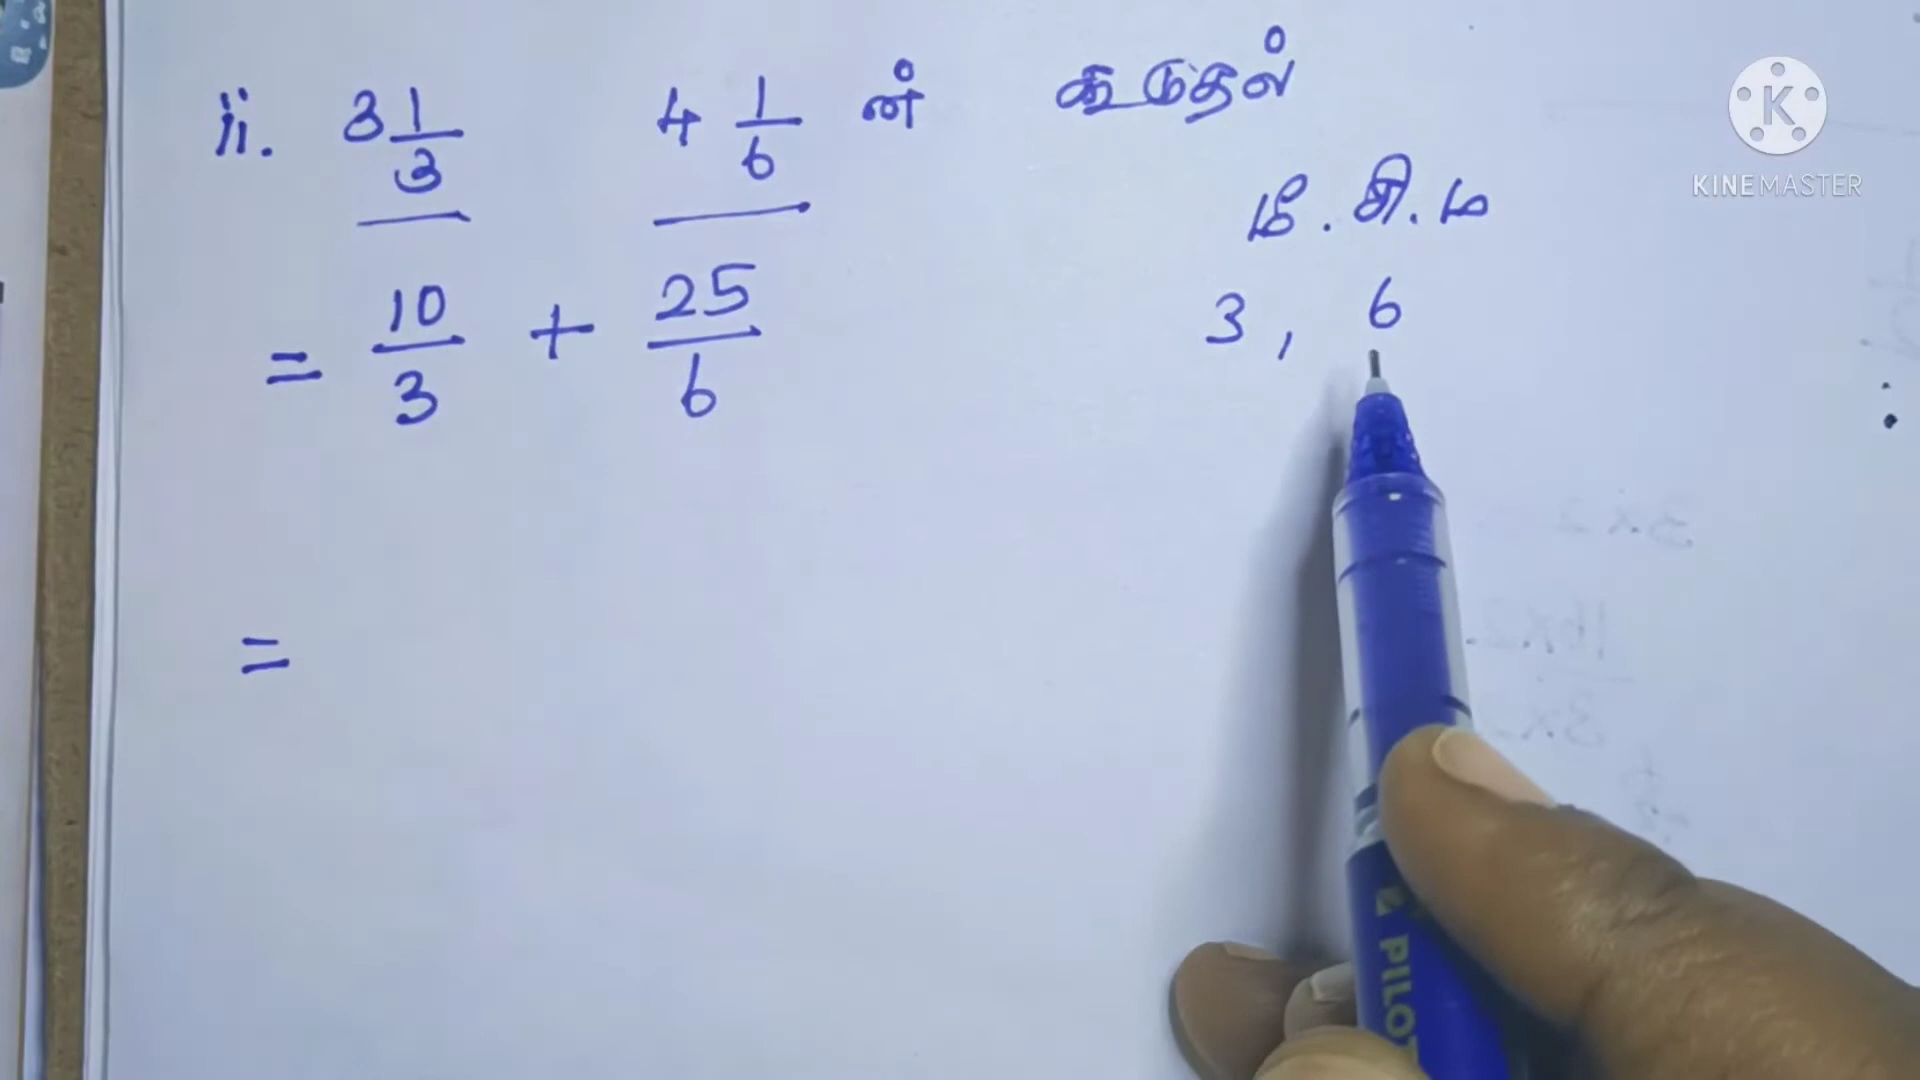 ii. 3 1/3 4 1/6 ன் கூடுதல்
மீ.சி.ம
= 10/3 + 25/6 3, 6
=
K
KINEMASTER
PILOT